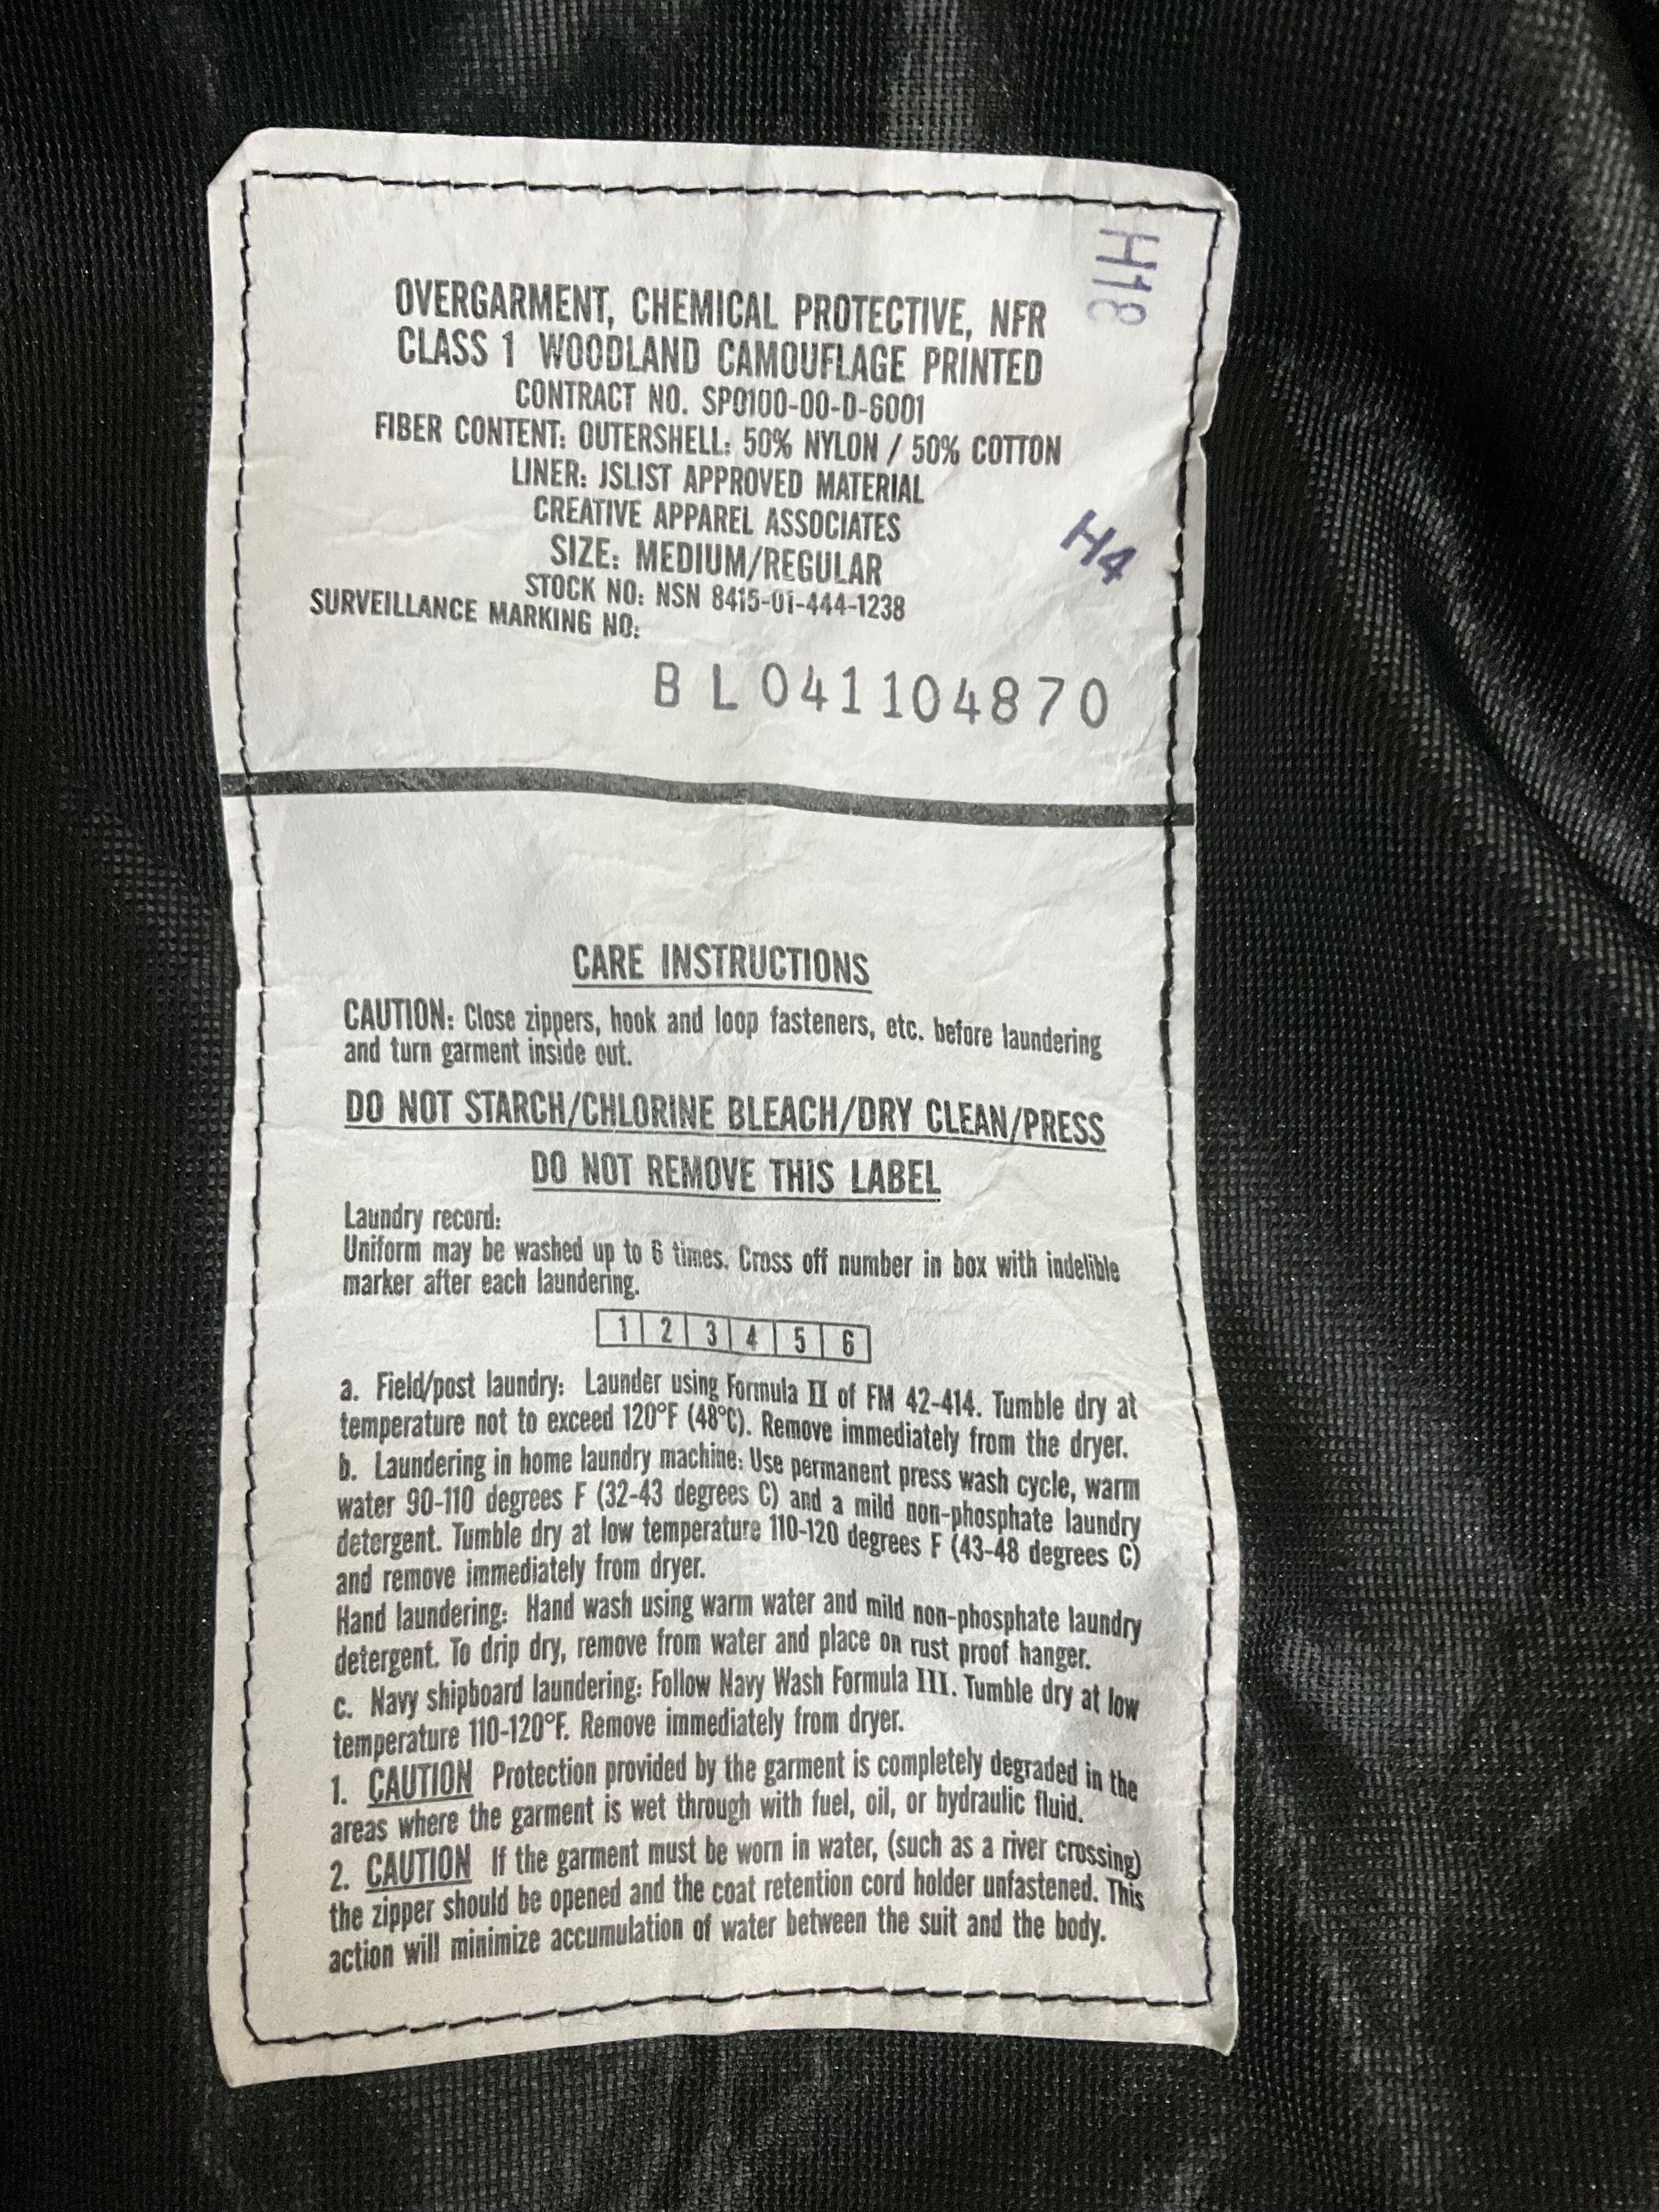 H18
OVERGARMENT, CHEMICAL PROTECTIVE, NFR
CLASS 1 WOODLAND CAMOUFLAGE PRINTED
CONTRACT NO. SP0100-00-D-6001
FIBER CONTENT: OUTERSHELL: 50% NYLON / 50% COTTON
LINER: JSLIST APPROVED MATERIAL
CREATIVE APPAREL ASSOCIATES
H4
SIZE: MEDIUM/REGULAR
STOCK NO: NSN 8415-01-444-1238
SURVEILLANCE MARKING NO:
BL041104870
CARE INSTRUCTIONS
CAUTION: Close zippers, hook and loop fasteners, etc. before laundering
and turn garment inside out.
DO NOT STARCH/CHLORINE BLEACH/DRY CLEAN/PRESS
DO NOT REMOVE THIS LABEL
Laundry record:
Uniform may be washed up to 6 times. Cross off number in box with indelible
marker after each laundering.
1 2 3 4 5 6
a. Field/post laundry: Launder using Formula II of FM 42-414. Tumble dry at
temperature not to exceed 120°F (48°C). Remove immediately from the dryer.
b. Laundering in home laundry machine: Use permanent press wash cycle, warm
water 90-110 degrees F (32-43 degrees C) and a mild non-phosphate laundry
detergent. Tumble dry at low temperature 110-120 degrees F (43-48 degrees C)
and remove immediately from dryer.
Hand laundering: Hand wash using warm water and mild non-phosphate laundry
detergent. To drip dry, remove from water and place on rust proof hanger.
c. Navy shipboard laundering: Follow Navy Wash Formula III. Tumble dry at low
temperature 110-120°F. Remove immediately from dryer.
1. CAUTION Protection provided by the garment is completely degraded in the
areas where the garment is wet through with fuel, oil, or hydraulic fluid.
2. CAUTION If the garment must be worn in water, (such as a river crossing)
the zipper should be opened and the coat retention cord holder unfastened. This
action will minimize accumulation of water between the suit and the body.